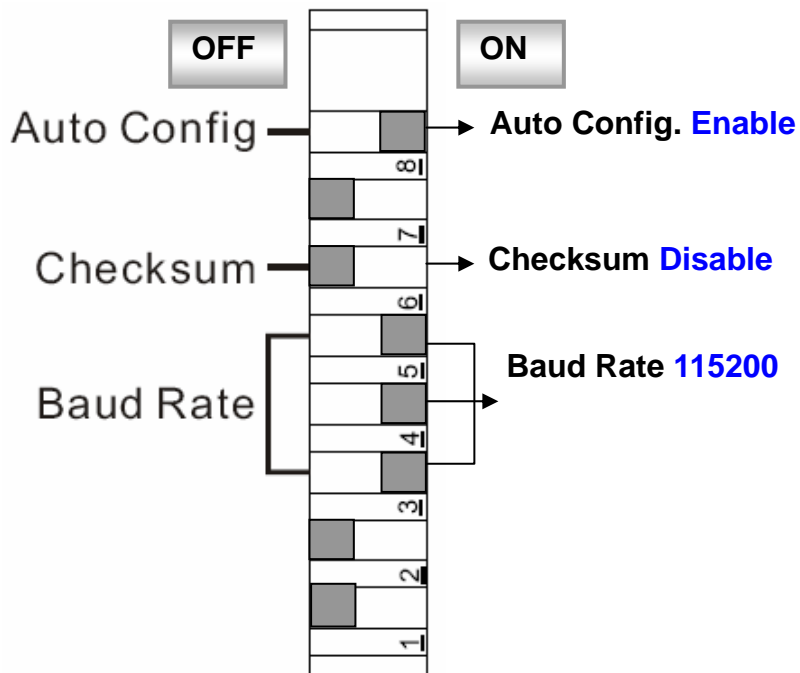 OFF
ON
Auto Config
Auto Config. Enable
8
7
Checksum
Checksum Disable
6
5
Baud Rate 115200
Baud Rate
4
3
2
1